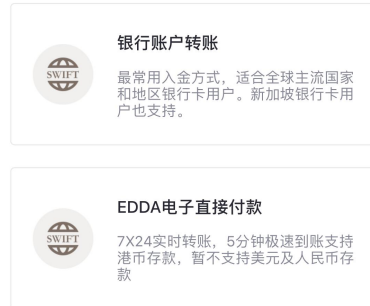 银行账户转账
SWIFT
最常用入金方式，适合全球主流国家
和地区银行卡用户。新加坡银行卡用
户也支持。
EDDA电子直接付款
SWIFT
7X24实时转账，5分钟极速到账支持
港币存款，暂不支持美元及人民币存
款